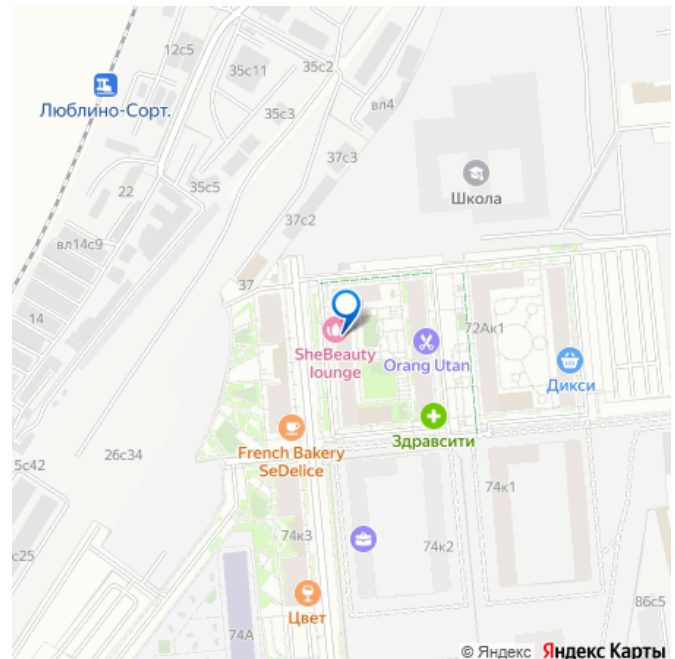 12с5
35с11
35с2
Люблино-Сорт.
35с3
вл4
37с3
22
35с5
Школа
37с2
вл14с9
37
14
72Ак1
SheBeauty
lounge
Orang Utan
Дикси
Здравсити
French Bakery
SeDelice
26с34
5с42
74к1
74к3
74к2
с25
Цвет
86с5
74А
© Яндекс Яндекс Карты